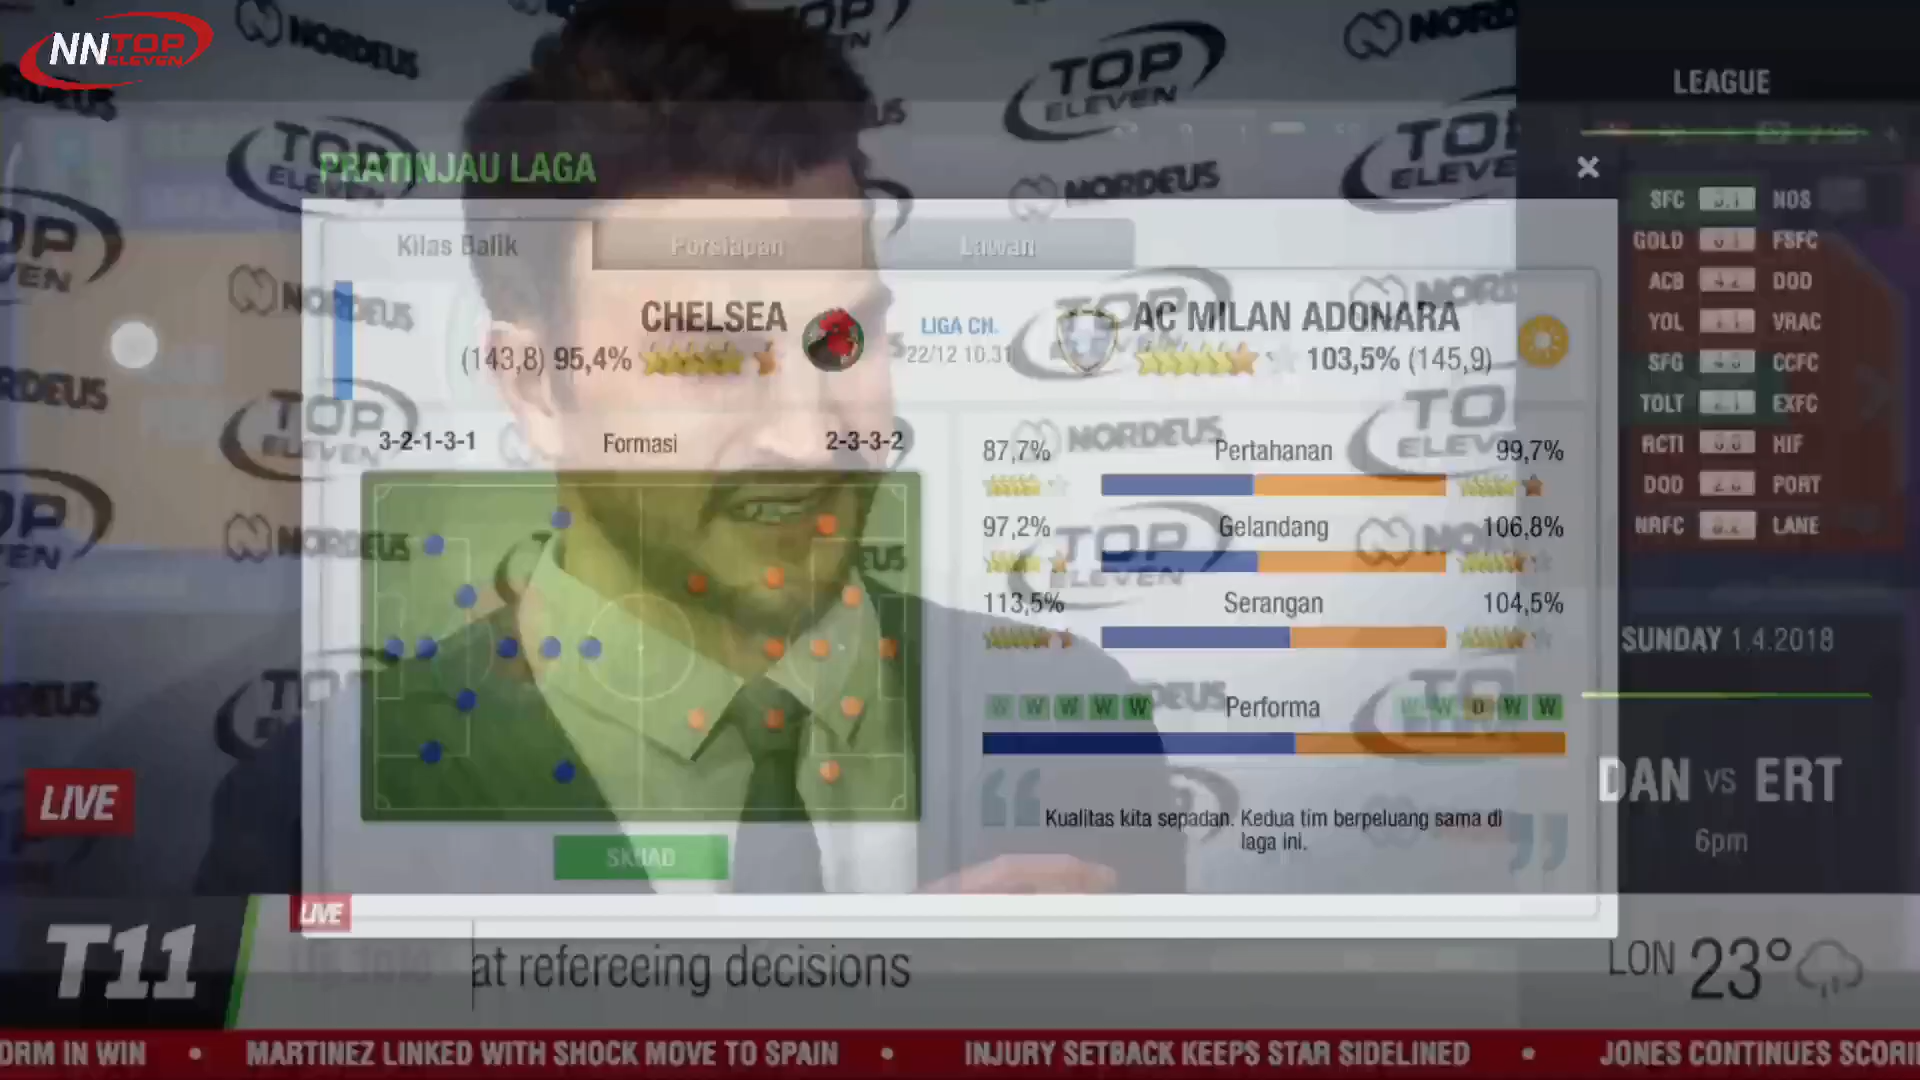 NN TOP ELEVEN
NORDEUS
TOP ELEVEN
LEAGUE
PRATINJAU LAGA
×
Kilas Balik
Persiapan
Lawan
CHELSEA
LIGA CH.
AC MILAN ADONARA
(143,8) 95,4%
22/12 10.31
103,5% (145,9)
3-2-1-3-1
Formasi
2-3-3-2
87,7%
Pertahanan
99,7%
97,2%
Gelandang
106,8%
113,5%
Serangan
104,5%
W W W W W
Performa
W W D W W
Kualitas kita sepadan. Kedua tim berpeluang sama di
laga ini.
SKUAD
SFC NOS
GOLD FSFC
ACB DOD
YOL VRAC
SFG CCFC
TOLT EXFC
RCTI HIF
DOD PORT
NRFC LANE
SUNDAY 1.4.2018
DAN VS ERT
6pm
LIVE
LIVE
T11
at refereeing decisions
LON 23°
ORM IN WIN • MARTINEZ LINKED WITH SHOCK MOVE TO SPAIN • INJURY SETBACK KEEPS STAR SIDELINED • JONES CONTINUES SCORI